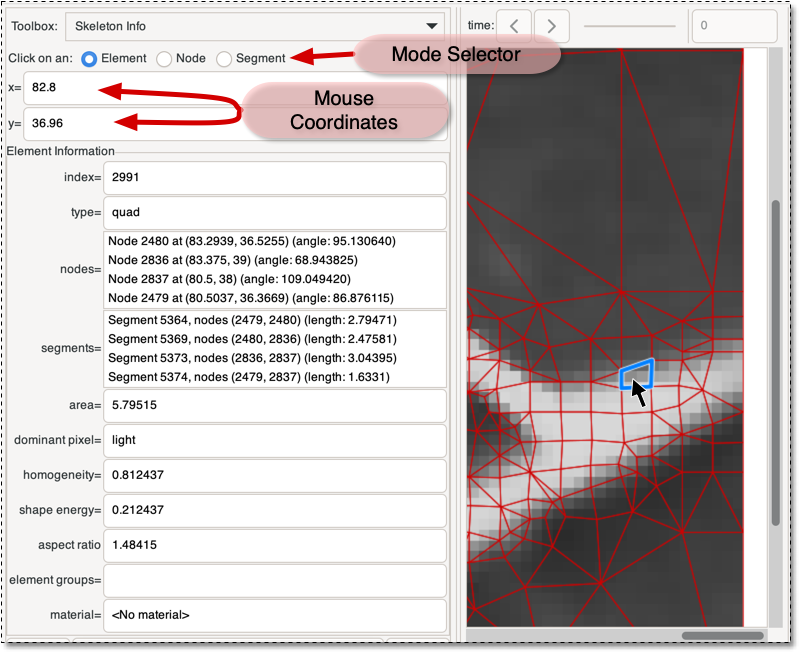 Toolbox: Skeleton Info
time: 0
Click on an: Element Node Segment
Mode Selector
x= 82.8
Mouse
Coordinates
y= 36.96
Element Information
index= 2991
type= quad
nodes=
Node 2480 at (83.2939, 36.5255) (angle: 95.130640)
Node 2836 at (83.375, 39) (angle: 68.943825)
Node 2837 at (80.5, 38) (angle: 109.049420)
Node 2479 at (80.5037, 36.3669) (angle: 86.876115)
segments=
Segment 5364, nodes (2479, 2480) (length: 2.79471)
Segment 5369, nodes (2480, 2836) (length: 2.47581)
Segment 5373, nodes (2836, 2837) (length: 3.04395)
Segment 5374, nodes (2479, 2837) (length: 1.6331)
area= 5.79515
dominant pixel= light
homogeneity= 0.812437
shape energy= 0.212437
aspect ratio 1.48415
element groups=
material= <No material>